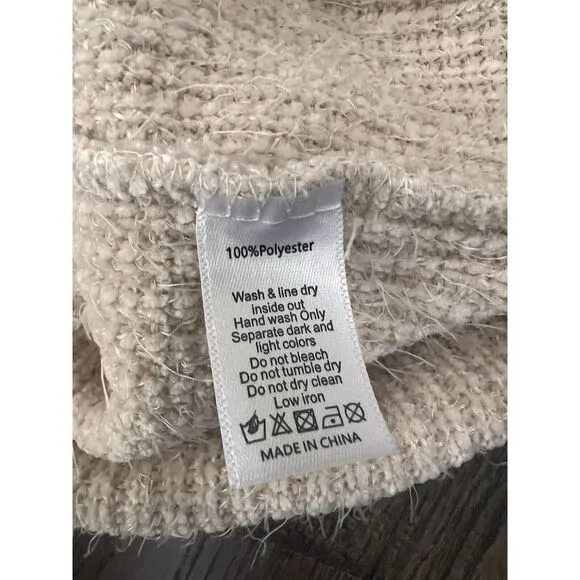 100%Polyester
Wash & line dry
inside out
Hand wash Only
Separate dark and
light colors
Do not bleach
Do not tumble dry
Do not dry clean
Low iron
MADE IN CHINA